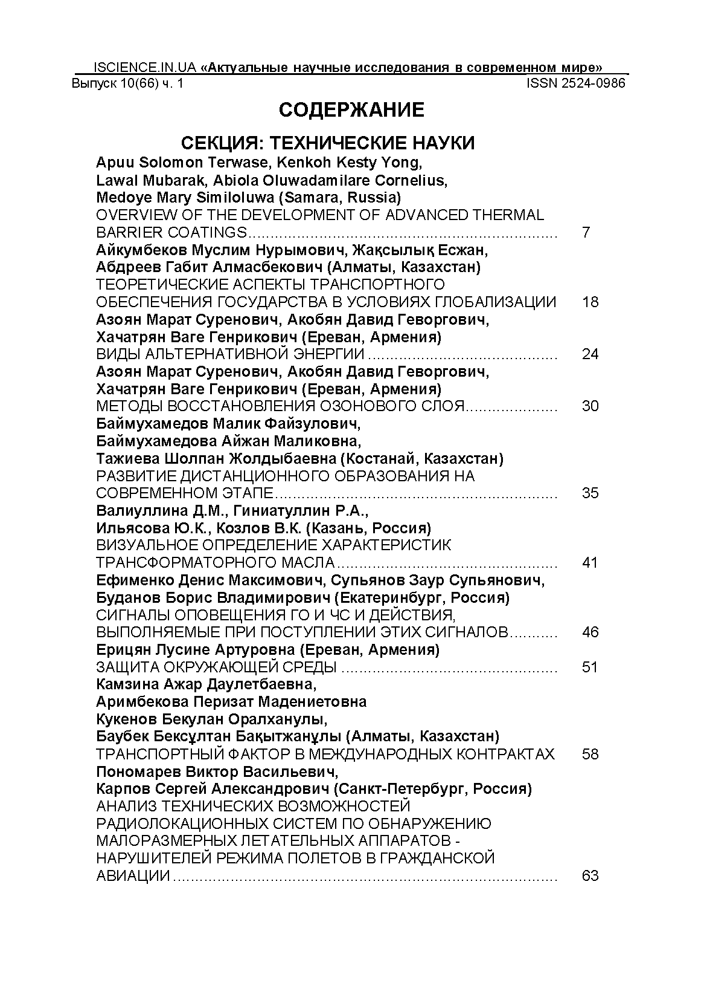 ISCIENCE.IN.UA «Актуальные научные исследования в современном мире»
Выпуск 10(66) ч. 1 ISSN 2524-0986
СОДЕРЖАНИЕ
СЕКЦИЯ: ТЕХНИЧЕСКИЕ НАУКИ
Apuu Solomon Terwase, Kenkoh Kesty Yong,
Lawal Mubarak, Abiola Oluwadamilare Cornelius,
Medoye Mary Similoluwa (Samara, Russia)
OVERVIEW OF THE DEVELOPMENT OF ADVANCED THERMAL
BARRIER COATINGS...................................................................... 7
Айкумбеков Муслим Нурымович, Жақсылық Есжан,
Абдреев Габит Алмасбекович (Алматы, Казахстан)
ТЕОРЕТИЧЕСКИЕ АСПЕКТЫ ТРАНСПОРТНОГО
ОБЕСПЕЧЕНИЯ ГОСУДАРСТВА В УСЛОВИЯХ ГЛОБАЛИЗАЦИИ 18
Азоян Марат Суренович, Акобян Давид Геворгович,
Хачатрян Ваге Генрикович (Ереван, Армения)
ВИДЫ АЛЬТЕРНАТИВНОЙ ЭНЕРГИИ ........................................... 24
Азоян Марат Суренович, Акобян Давид Геворгович,
Хачатрян Ваге Генрикович (Ереван, Армения)
МЕТОДЫ ВОССТАНОВЛЕНИЯ ОЗОНОВОГО СЛОЯ..................... 30
Баймухамедов Малик Файзулович,
Баймухамедова Айжан Маликовна,
Тажиева Шолпан Жолдыбаевна (Костанай, Казахстан)
РАЗВИТИЕ ДИСТАНЦИОННОГО ОБРАЗОВАНИЯ НА
СОВРЕМЕННОМ ЭТАПЕ................................................................ 35
Валиуллина Д.М., Гиниатуллин Р.А.,
Ильясова Ю.К., Козлов В.К. (Казань, Россия)
ВИЗУАЛЬНОЕ ОПРЕДЕЛЕНИЕ ХАРАКТЕРИСТИК
ТРАНСФОРМАТОРНОГО МАСЛА.................................................. 41
Ефименко Денис Максимович, Супьянов Заур Супьянович,
Буданов Борис Владимирович (Екатеринбург, Россия)
СИГНАЛЫ ОПОВЕЩЕНИЯ ГО И ЧС И ДЕЙСТВИЯ,
ВЫПОЛНЯЕМЫЕ ПРИ ПОСТУПЛЕНИИ ЭТИХ СИГНАЛОВ........... 46
Ерицян Лусине Артуровна (Ереван, Армения)
ЗАЩИТА ОКРУЖАЮЩЕЙ СРЕДЫ ................................................. 51
Камзина Ажар Даулетбаевна,
Аримбекова Перизат Мадениетовна
Кукенов Бекулан Оралханулы,
Баубек Бексұлтан Бақытжанұлы (Алматы, Казахстан)
ТРАНСПОРТНЫЙ ФАКТОР В МЕЖДУНАРОДНЫХ КОНТРАКТАХ 58
Пономарев Виктор Васильевич,
Карпов Сергей Александрович (Санкт-Петербург, Россия)
АНАЛИЗ ТЕХНИЧЕСКИХ ВОЗМОЖНОСТЕЙ
РАДИОЛОКАЦИОННЫХ СИСТЕМ ПО ОБНАРУЖЕНИЮ
МАЛОРАЗМЕРНЫХ ЛЕТАТЕЛЬНЫХ АППАРАТОВ -
НАРУШИТЕЛЕЙ РЕЖИМА ПОЛЕТОВ В ГРАЖДАНСКОЙ
АВИАЦИИ....................................................................................... 63